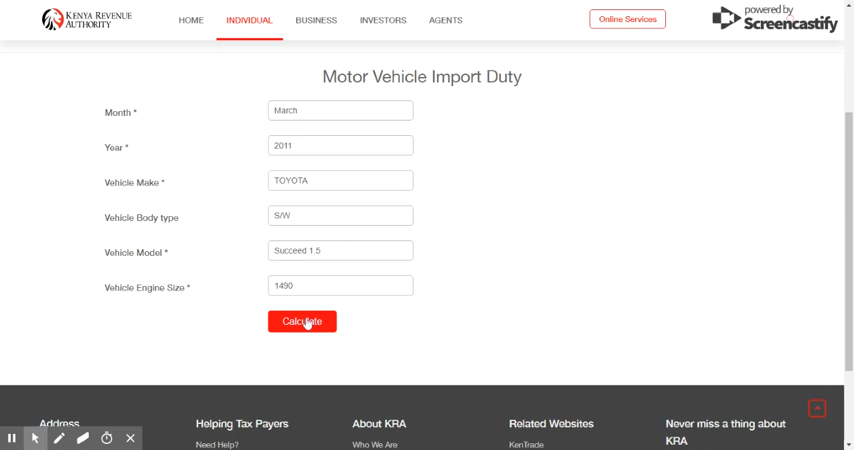 KENYA REVENUE
AUTHORITY
HOME INDIVIDUAL BUSINESS INVESTORS AGENTS
Online Services
powered by
Screencastify
Motor Vehicle Import Duty
Month * March
Year * 2011
Vehicle Make * TOYOTA
Vehicle Body type S/W
Vehicle Model * Succeed 1.5
Vehicle Engine Size * 1490
Calculate
Address Helping Tax Payers About KRA Related Websites Never miss a thing about
KRA
Need Help? Who We Are KenTrade